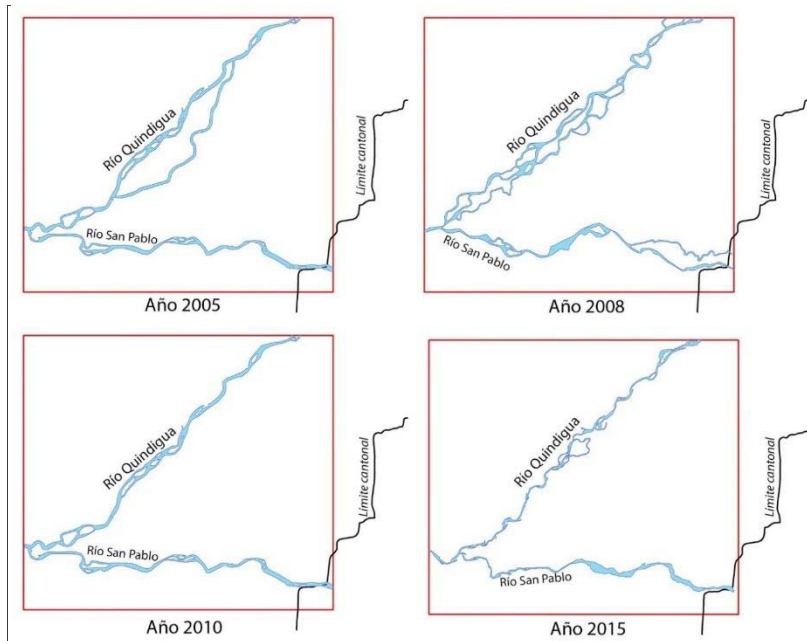 Río Quindigua
Límite cantonal
Río San Pablo
Año 2005
Río Quindigua
Límite cantonal
Río San Pablo
Año 2008
Río Quindigua
Límite cantonal
Río San Pablo
Año 2010
Río Quindigua
Límite cantonal
Río San Pablo
Año 2015